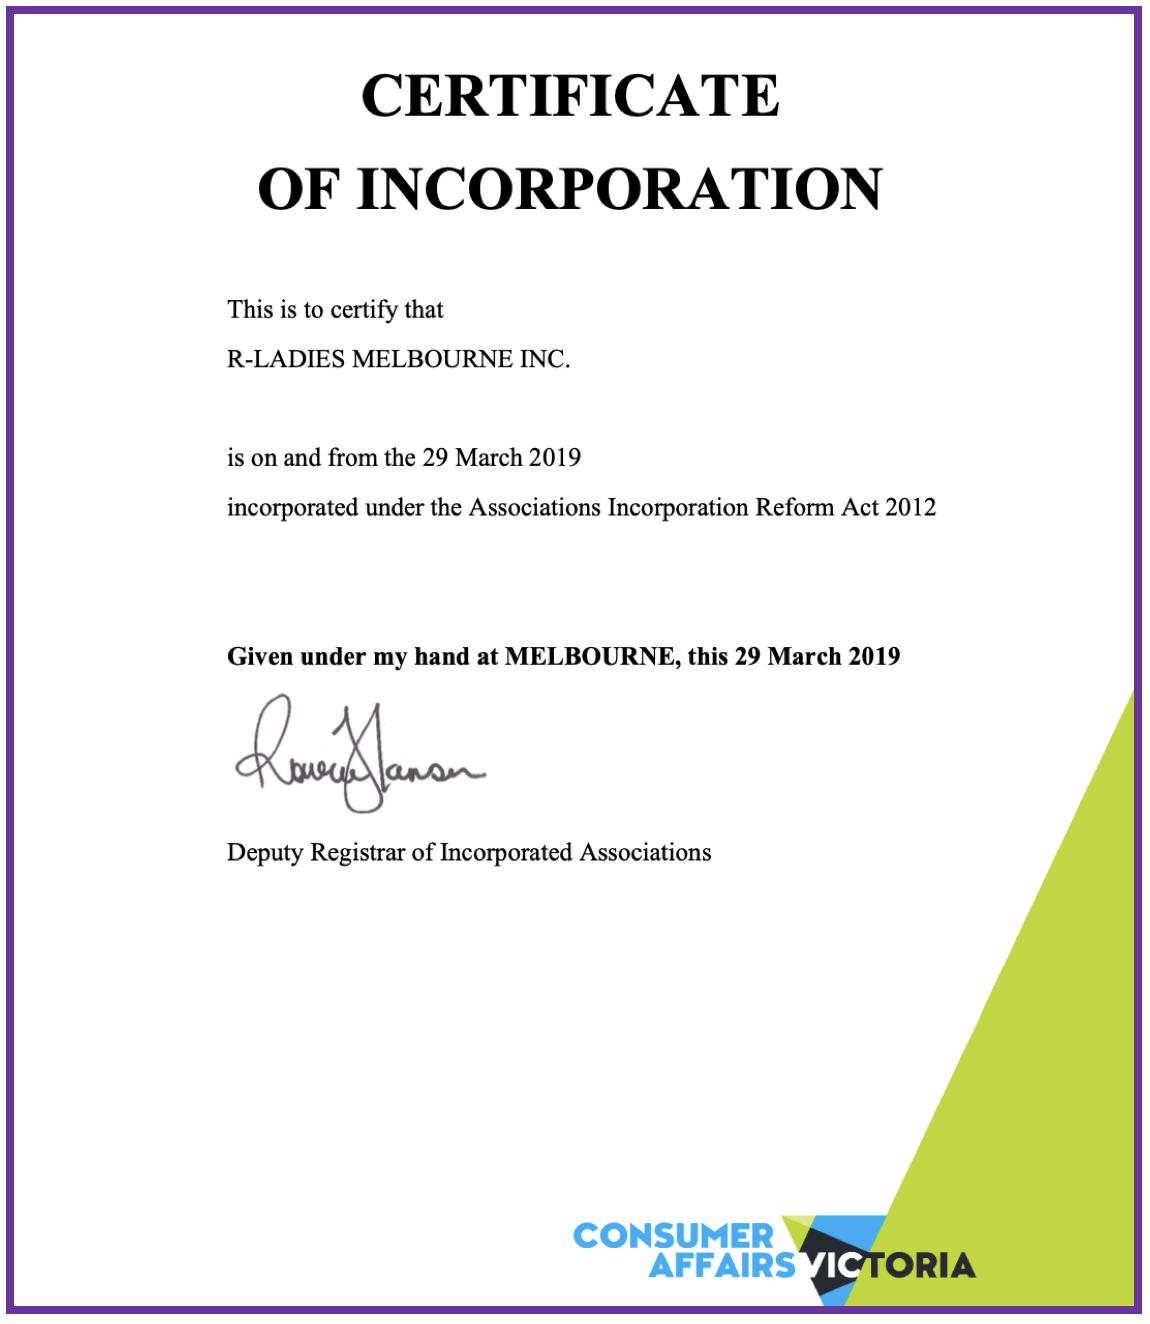 CERTIFICATE
OF INCORPORATION
This is to certify that
R-LADIES MELBOURNE INC.
is on and from the 29 March 2019
incorporated under the Associations Incorporation Reform Act 2012
Given under my hand at MELBOURNE, this 29 March 2019
Deputy Registrar of Incorporated Associations
CONSUMER
AFFAIRS VICTORIA